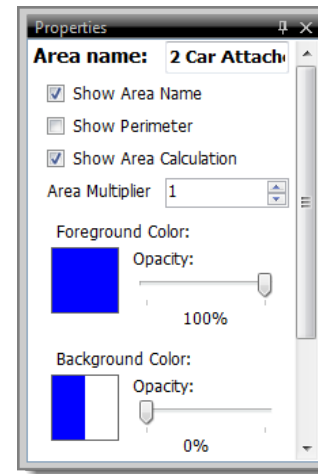 Properties
Area name: 2 Car Attach
Show Area Name
Show Perimeter
Show Area Calculation
Area Multiplier 1
Foreground Color:
Opacity:
100%
Background Color:
Opacity:
0%